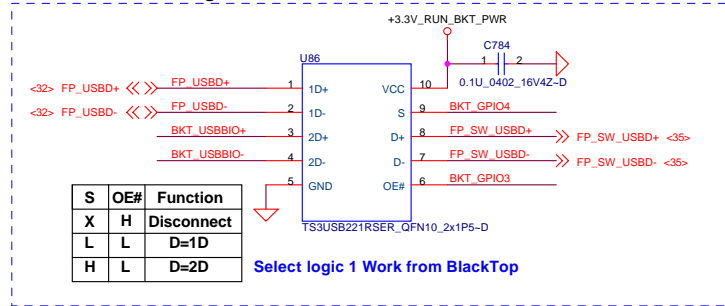 +3.3V_RUN_BKT_PWR
U86
C784
1 2
0.1U_0402_16V4Z~D
<32> FP_USBD+ FP_USBD+ 1 1D+ VCC 10
<32> FP_USBD- FP_USBD- 2 1D- S 9 BKT_GPIO4
BKT_USBBIO+ 3 2D+ D+ 8 FP_SW_USBD+ FP_SW_USBD+ <35>
BKT_USBBIO- 4 2D- D- 7 FP_SW_USBD- FP_SW_USBD- <35>
5 GND OE# 6 BKT_GPIO3
TS3USB221RSER_QFN10_2x1P5~D
S OE# Function
X H Disconnect
L L D=1D
H L D=2D
Select logic 1 Work from BlackTop